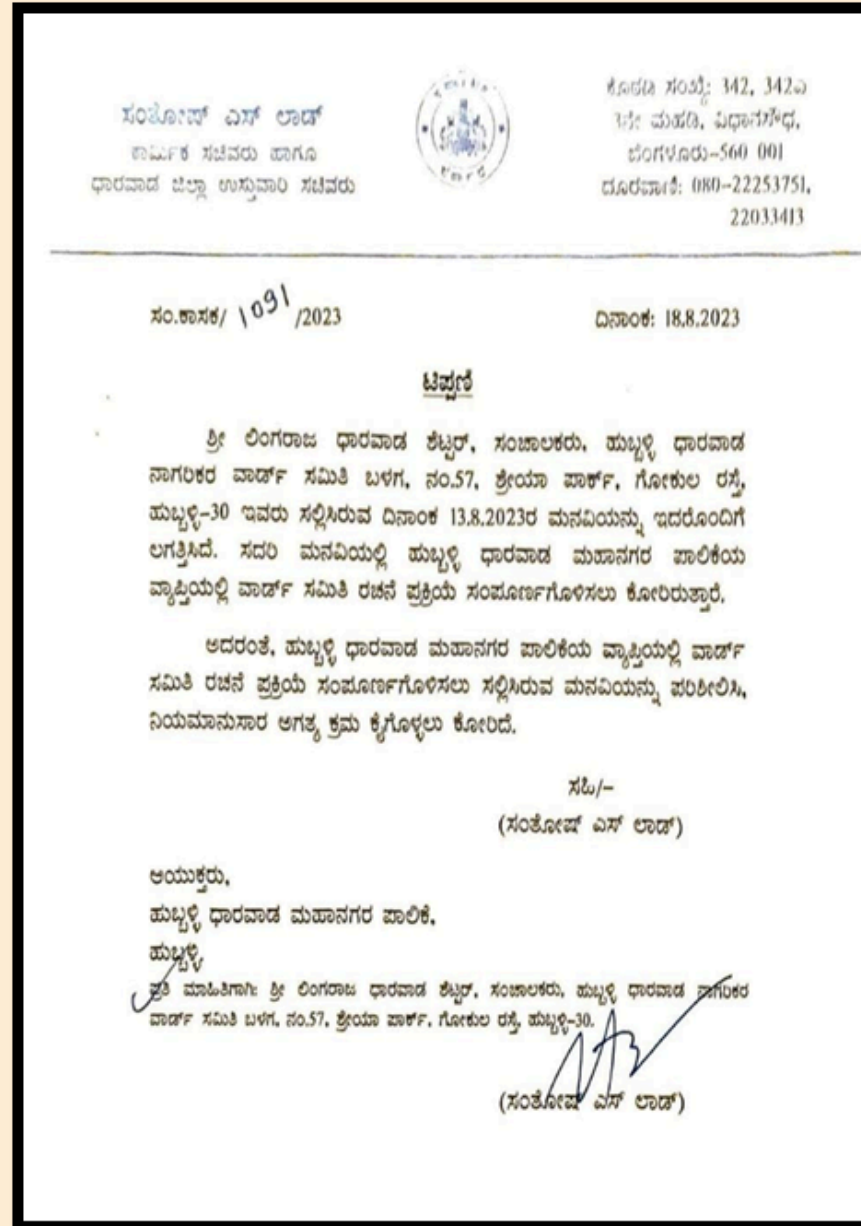 ಸಂತೋಷ್ ಎಸ್ ಲಾಡ್
ಕಾರ್ಮಿಕ ಸಚಿವರು ಹಾಗೂ
ಧಾರವಾಡ ಜಿಲ್ಲಾ ಉಸ್ತುವಾರಿ ಸಚಿವರು
ಕೊಠಡಿ ಸಂಖ್ಯೆ: 342, 342ಎ
3ನೇ ಮಹಡಿ, ವಿಧಾನಸೌಧ,
ಬೆಂಗಳೂರು-560 001
ದೂರವಾಣಿ: 080-22253751,
22033413
ಸಂ.ಕಾಸಕ/ 1091 /2023
ದಿನಾಂಕ: 18.8.2023
ಟಿಪ್ಪಣಿ
ಶ್ರೀ ಲಿಂಗರಾಜ ಧಾರವಾಡ ಶೆಟ್ಟರ್, ಸಂಚಾಲಕರು, ಹುಬ್ಬಳ್ಳಿ ಧಾರವಾಡ
ನಾಗರಿಕರ ವಾರ್ಡ್ ಸಮಿತಿ ಬಳಗ, ನಂ.57, ಶ್ರೇಯಾ ಪಾರ್ಕ್, ಗೋಕುಲ ರಸ್ತೆ,
ಹುಬ್ಬಳ್ಳಿ-30 ಇವರು ಸಲ್ಲಿಸಿರುವ ದಿನಾಂಕ 13.8.2023ರ ಮನವಿಯನ್ನು ಇದರೊಂದಿಗೆ
ಲಗತ್ತಿಸಿದೆ. ಸದರಿ ಮನವಿಯಲ್ಲಿ ಹುಬ್ಬಳ್ಳಿ ಧಾರವಾಡ ಮಹಾನಗರ ಪಾಲಿಕೆಯ
ವ್ಯಾಪ್ತಿಯಲ್ಲಿ ವಾರ್ಡ್ ಸಮಿತಿ ರಚನೆ ಪ್ರಕ್ರಿಯೆ ಸಂಪೂರ್ಣಗೊಳಿಸಲು ಕೋರಿರುತ್ತಾರೆ.
ಅದರಂತೆ, ಹುಬ್ಬಳ್ಳಿ ಧಾರವಾಡ ಮಹಾನಗರ ಪಾಲಿಕೆಯ ವ್ಯಾಪ್ತಿಯಲ್ಲಿ ವಾರ್ಡ್
ಸಮಿತಿ ರಚನೆ ಪ್ರಕ್ರಿಯೆ ಸಂಪೂರ್ಣಗೊಳಿಸಲು ಸಲ್ಲಿಸಿರುವ ಮನವಿಯನ್ನು ಪರಿಶೀಲಿಸಿ,
ನಿಯಮಾನುಸಾರ ಅಗತ್ಯ ಕ್ರಮ ಕೈಗೊಳ್ಳಲು ಕೋರಿದೆ.
ಸಹಿ/-
(ಸಂತೋಷ್ ಎಸ್ ಲಾಡ್)
ಆಯುಕ್ತರು,
ಹುಬ್ಬಳ್ಳಿ ಧಾರವಾಡ ಮಹಾನಗರ ಪಾಲಿಕೆ,
ಹುಬ್ಬಳ್ಳಿ.
ಪ್ರತಿ ಮಾಹಿತಿಗಾಗಿ: ಶ್ರೀ ಲಿಂಗರಾಜ ಧಾರವಾಡ ಶೆಟ್ಟರ್, ಸಂಚಾಲಕರು, ಹುಬ್ಬಳ್ಳಿ ಧಾರವಾಡ ನಾಗರಿಕರ
ವಾರ್ಡ್ ಸಮಿತಿ ಬಳಗ, ನಂ.57, ಶ್ರೇಯಾ ಪಾರ್ಕ್, ಗೋಕುಲ ರಸ್ತೆ, ಹುಬ್ಬಳ್ಳಿ-30.
(ಸಂತೋಷ್ ಎಸ್ ಲಾಡ್)